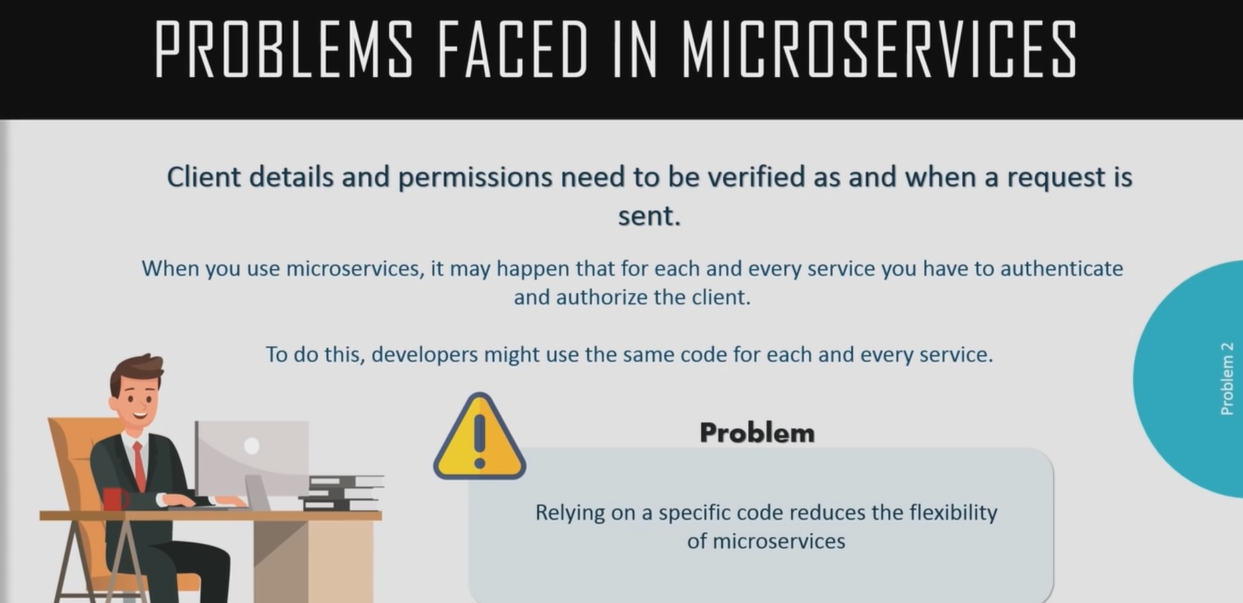 PROBLEMS FACED IN MICROSERVICES
Client details and permissions need to be verified as and when a request is
sent.
When you use microservices, it may happen that for each and every service you have to authenticate
and authorize the client.
To do this, developers might use the same code for each and every service.
Problem 2
Problem
Relying on a specific code reduces the flexibility
of microservices